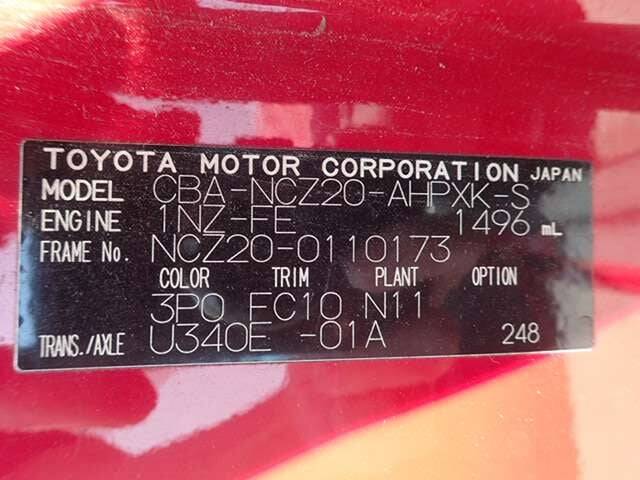 TOYOTA MOTOR CORPORATION JAPAN
MODEL CBA-NCZ20-AHPXK-S
ENGINE 1NZ-FE 1496 mL
FRAME No. NCZ20-0110173
COLOR TRIM PLANT OPTION
3P0 FC10 N11
TRANS./AXLE U340E -01A 248